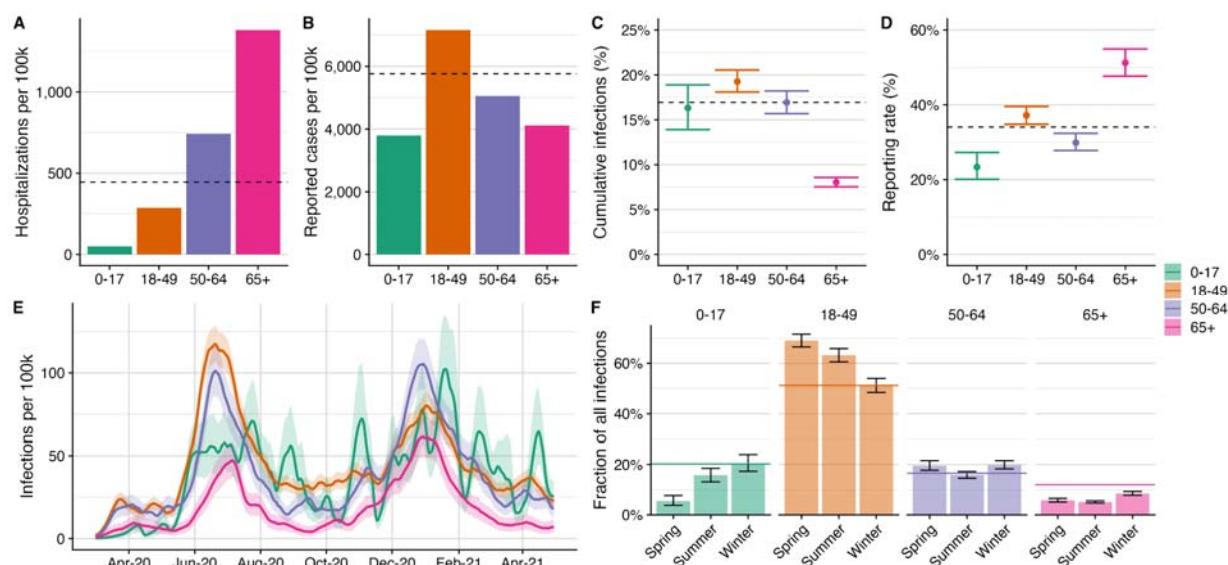 A
Hospitalizations per 100k
1,000
500
0
0-17 18-49 50-64 65+
B
Reported cases per 100k
6,000
4,000
2,000
0
0-17 18-49 50-64 65+
C
Cumulative infections (%)
25%
20%
15%
10%
5%
0%
0-17 18-49 50-64 65+
D
Reporting rate (%)
60%
40%
20%
0%
0-17 18-49 50-64 65+
0-17
18-49
50-64
65+
E
Infections per 100k
100
50
0
Apr-20 Jun-20 Aug-20 Oct-20 Dec-20 Feb-21 Apr-21
F
0-17 18-49 50-64 65+
Fraction of all infections
60%
40%
20%
0%
Spring Summer Winter Spring Summer Winter Spring Summer Winter Spring Summer Winter